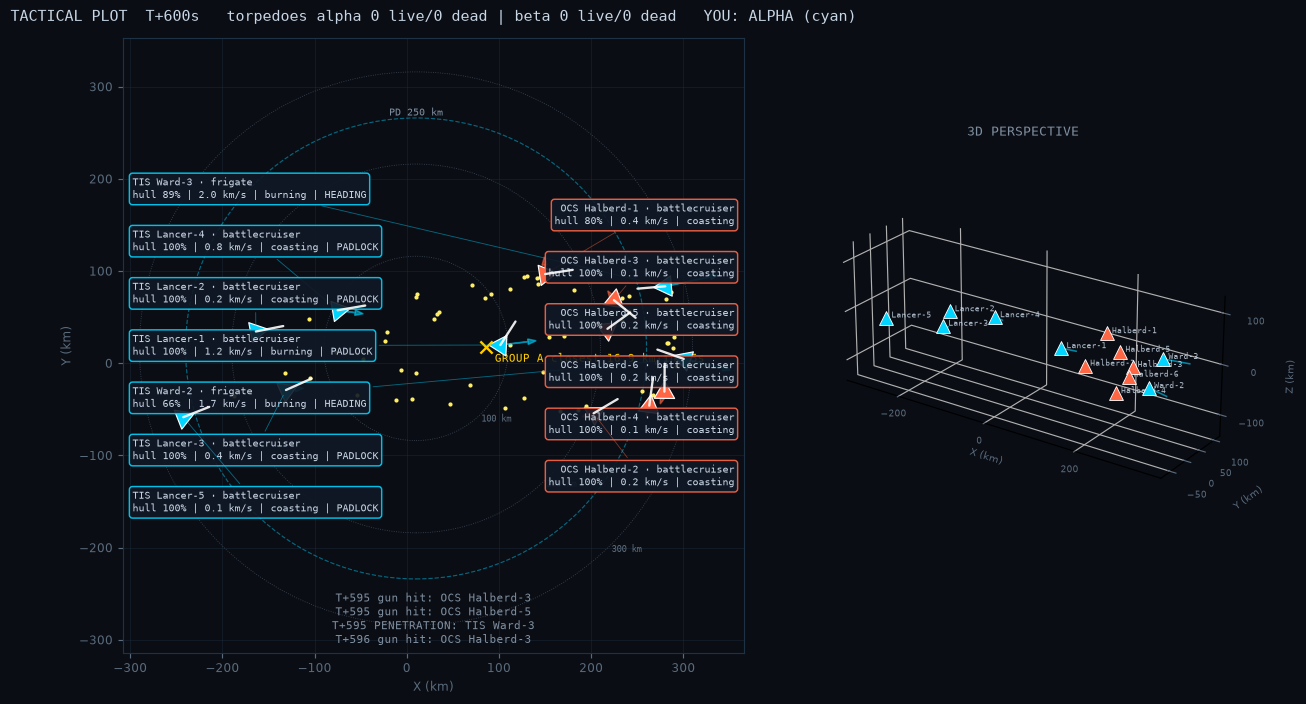 TACTICAL PLOT  T+600s   torpedoes alpha 0 live/0 dead | beta 0 live/0 dead   YOU: ALPHA (cyan)
PD 250 km
TIS Ward-3 · frigate
hull 89% | 2.0 km/s | burning | HEADING
TIS Lancer-4 · battlecruiser
hull 100% | 0.8 km/s | coasting | PADLOCK
TIS Lancer-2 · battlecruiser
hull 100% | 0.2 km/s | coasting | PADLOCK
TIS Lancer-1 · battlecruiser
hull 100% | 1.2 km/s | burning | PADLOCK
TIS Ward-2 · frigate
hull 66% | 1.7 km/s | burning | HEADING
TIS Lancer-3 · battlecruiser
hull 100% | 0.4 km/s | coasting | PADLOCK
TIS Lancer-5 · battlecruiser
hull 100% | 0.1 km/s | coasting | PADLOCK
OCS Halberd-1 · battlecruiser
hull 80% | 0.4 km/s | coasting
OCS Halberd-3 · battlecruiser
hull 100% | 0.1 km/s | coasting
OCS Halberd-5 · battlecruiser
hull 100% | 0.2 km/s | coasting
GROUP A
OCS Halberd-6 · battlecruiser
hull 100% | 0.2 km/s | coasting
OCS Halberd-4 · battlecruiser
hull 100% | 0.1 km/s | coasting
OCS Halberd-2 · battlecruiser
hull 100% | 0.2 km/s | coasting
100 km
300 km
T+595 gun hit: OCS Halberd-3
T+595 gun hit: OCS Halberd-5
T+595 PENETRATION: TIS Ward-3
T+596 gun hit: OCS Halberd-3
300
200
100
0
−100
−200
−300
Y (km)
−300
−200
−100
0
100
200
300
X (km)
3D PERSPECTIVE
Lancer-5
Lancer-2
Lancer-3
Lancer-4
Lancer-1
Halberd-1
Halberd-5
Ward-3
Halberd-3
Halberd-6
Ward-2
−200
0
200
X (km)
−50
0
50
100
Y (km)
100
0
−100
Z (km)